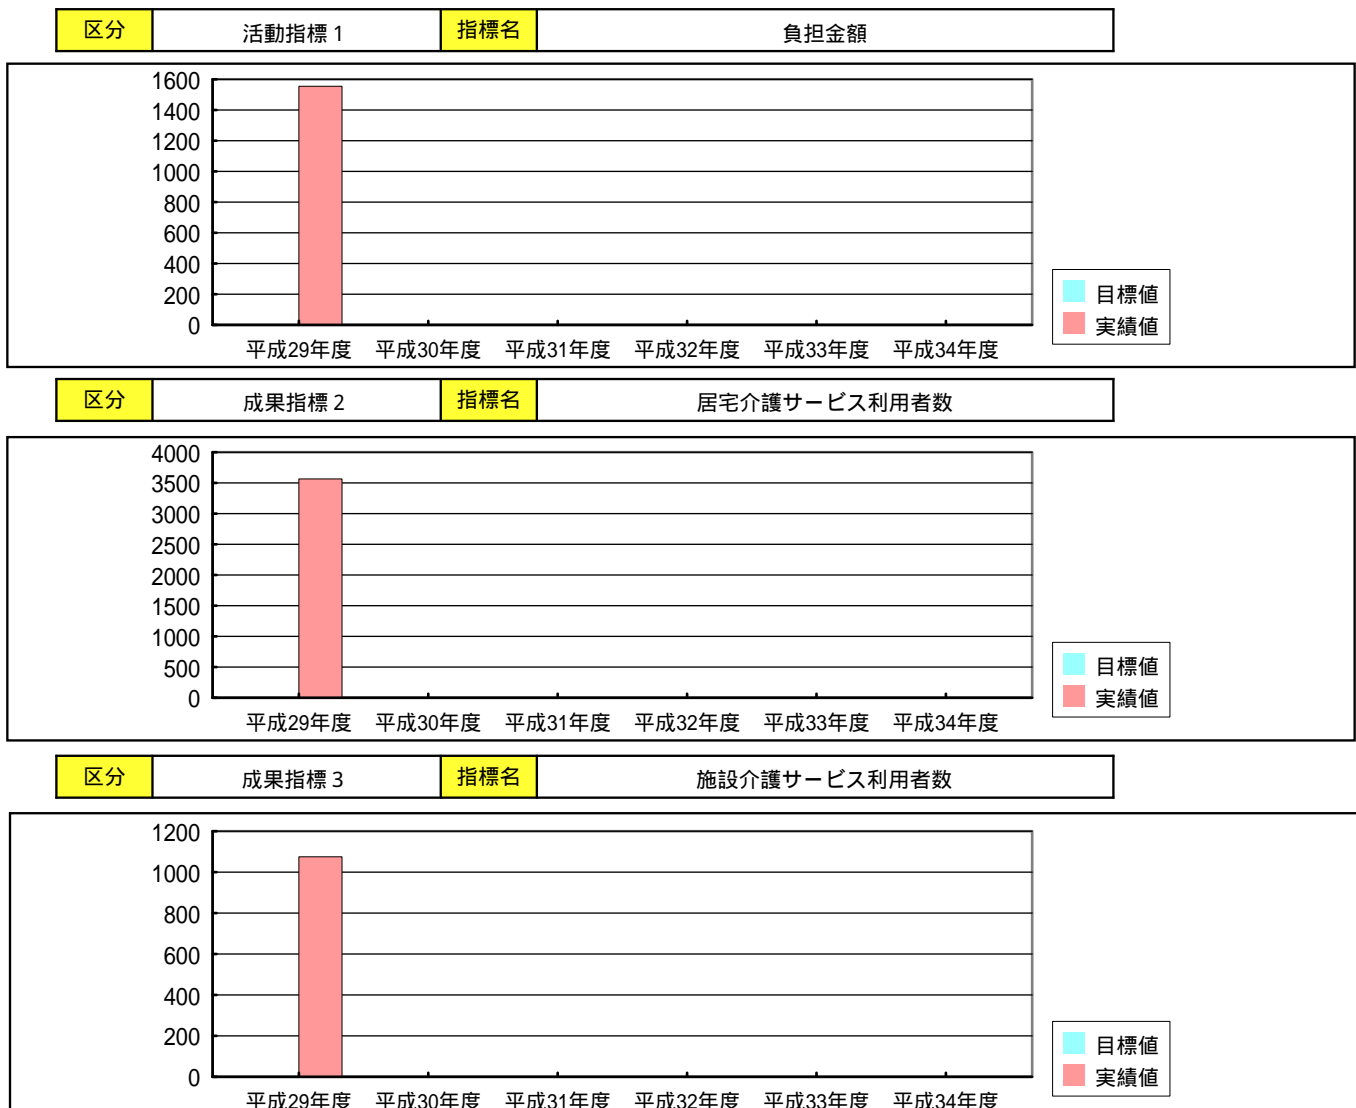 区分 活動指標１ 指標名 負担金額
1600
1400
1200
1000
800
600
400
200
0
平成29年度 平成30年度 平成31年度 平成32年度 平成33年度 平成34年度
目標値
実績値
区分 成果指標２ 指標名 居宅介護サービス利用者数
4000
3500
3000
2500
2000
1500
1000
500
0
平成29年度 平成30年度 平成31年度 平成32年度 平成33年度 平成34年度
目標値
実績値
区分 成果指標３ 指標名 施設介護サービス利用者数
1200
1000
800
600
400
200
0
平成29年度 平成30年度 平成31年度 平成32年度 平成33年度 平成34年度
目標値
実績値